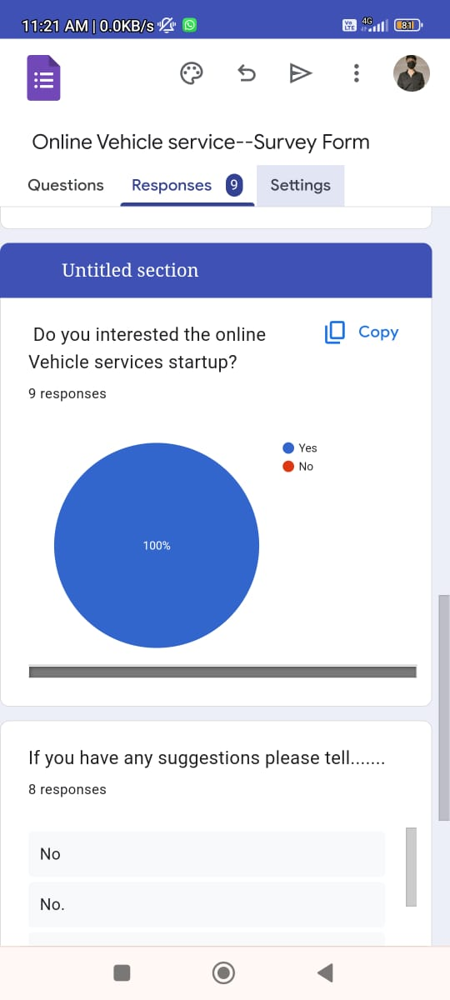 11:21 AM | 0.0KB/s
Vo LTE 4G 81
Online Vehicle service--Survey Form
Questions Responses 9 Settings
Untitled section
Do you interested the online
Vehicle services startup?
Copy
9 responses
Yes
No
100%
If you have any suggestions please tell.......
8 responses
No
No.